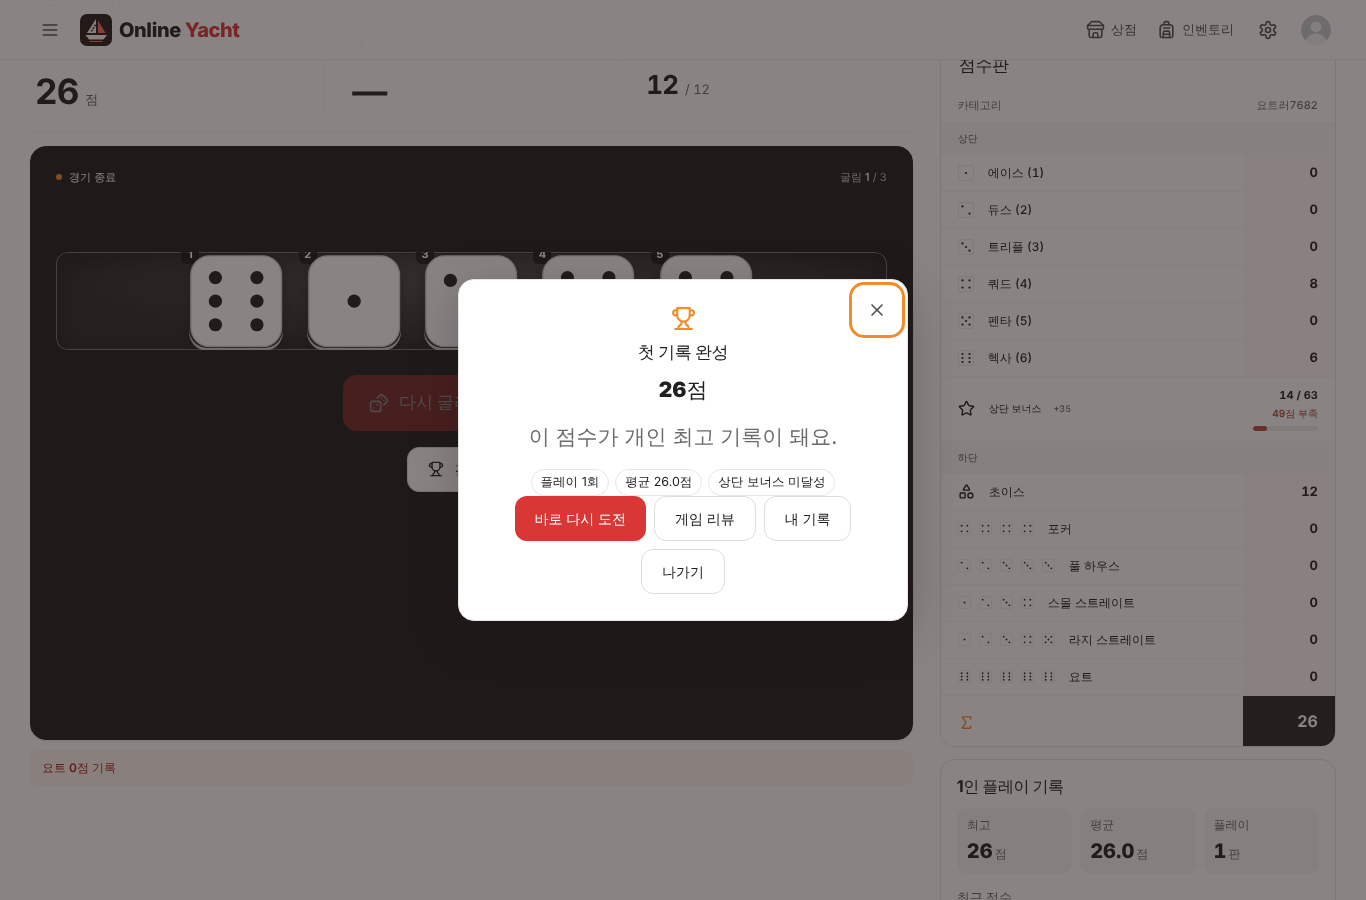 Online Yacht
상점
인벤토리
26 점
—
12 / 12
경기 종료
굴림 1 / 3
1
2
3
4
5
다시
첫 기록 완성
26점
이 점수가 개인 최고 기록이 돼요.
플레이 1회
평균 26.0점
상단 보너스 미달성
바로 다시 도전
게임 리뷰
내 기록
나가기
요트 0점 기록
점수판
카테고리
요트러7682
상단
에이스 (1)
0
듀스 (2)
0
트리플 (3)
0
쿼드 (4)
8
펜타 (5)
0
헥사 (6)
6
상단 보너스 +35
14 / 63
49점 부족
하단
초이스
12
포커
0
풀 하우스
0
스몰 스트레이트
0
라지 스트레이트
0
요트
0
Σ
26
1인 플레이 기록
최고
26 점
평균
26.0 점
플레이
1 판
최근 점수